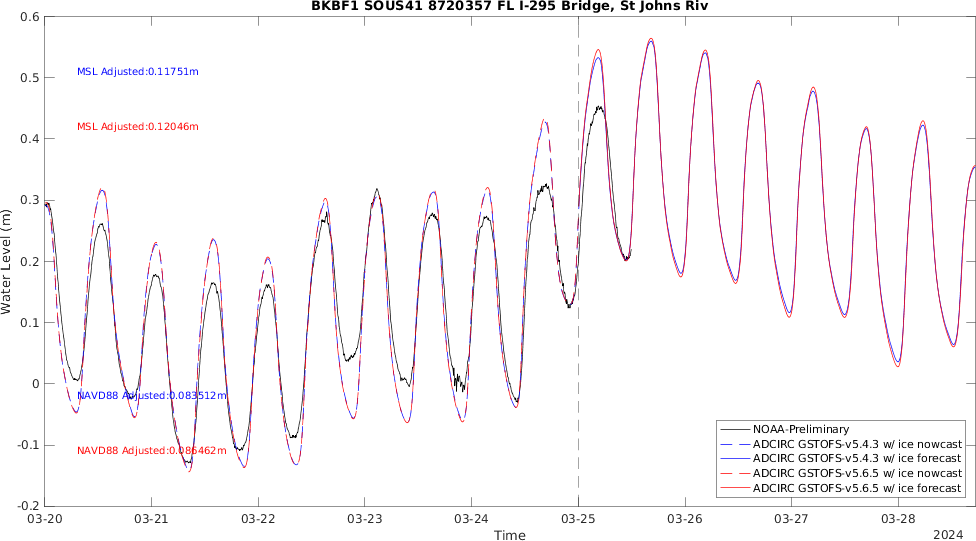 BKBF1 SOUS41 8720357 FL I-295 Bridge, St Johns Riv
0.6
0.5
0.4
0.3
0.2
0.1
0
-0.1
-0.2
Water Level (m)
MSL Adjusted:0.11751m
MSL Adjusted:0.12046m
NAVD88 Adjusted:0.083512m
NAVD88 Adjusted:0.086462m
NOAA-Preliminary
ADCIRC GSTOFS-v5.4.3 w/ ice nowcast
ADCIRC GSTOFS-v5.4.3 w/ ice forecast
ADCIRC GSTOFS-v5.6.5 w/ ice nowcast
ADCIRC GSTOFS-v5.6.5 w/ ice forecast
03-20 03-21 03-22 03-23 03-24 03-25 03-26 03-27 03-28
Time
2024